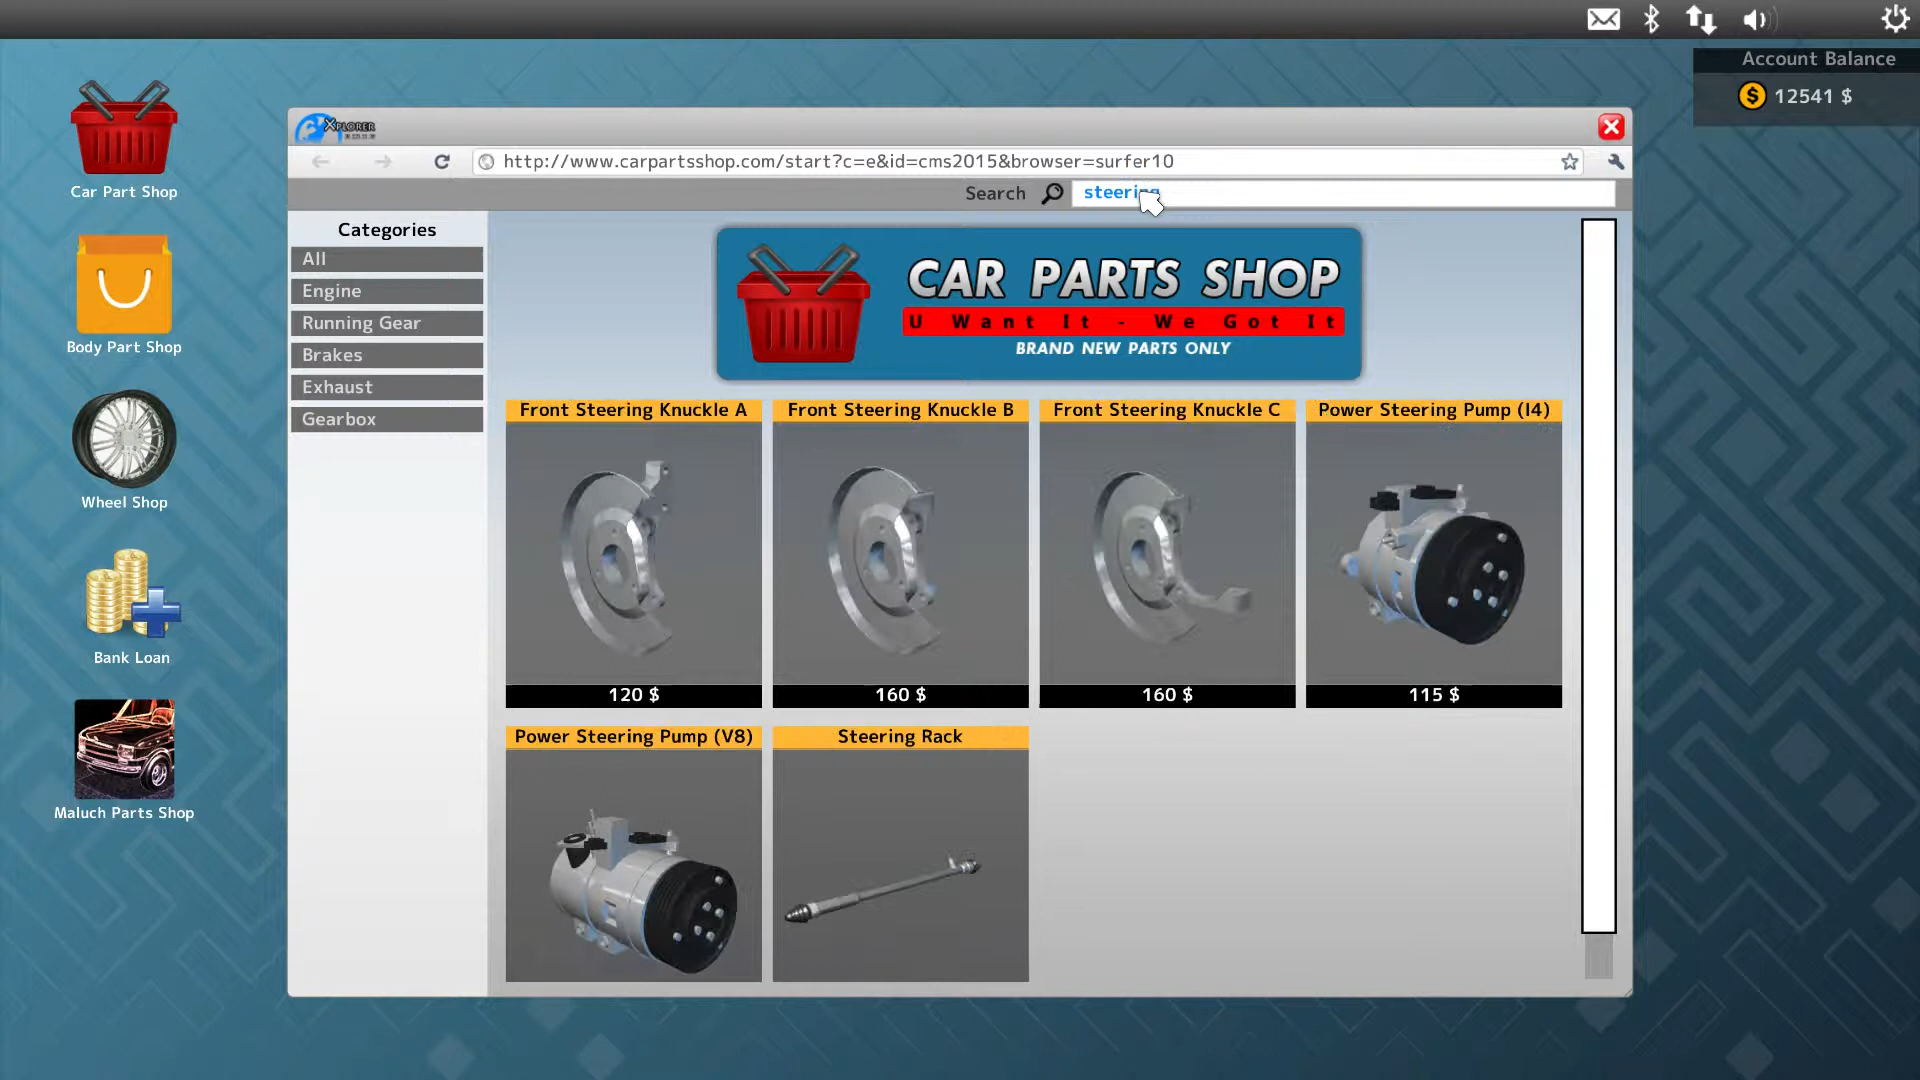 Account Balance
12541 $
Car Part Shop
Body Part Shop
Wheel Shop
Bank Loan
Maluch Parts Shop
XPLORER
http://www.carpartsshop.com/start?c=e&id=cms2015&browser=surfer10
Search steering
Categories
All
Engine
Running Gear
Brakes
Exhaust
Gearbox
CAR PARTS SHOP
U Want It - We Got It
BRAND NEW PARTS ONLY
Front Steering Knuckle A
120 $
Front Steering Knuckle B
160 $
Front Steering Knuckle C
160 $
Power Steering Pump (I4)
115 $
Power Steering Pump (V8)
Steering Rack